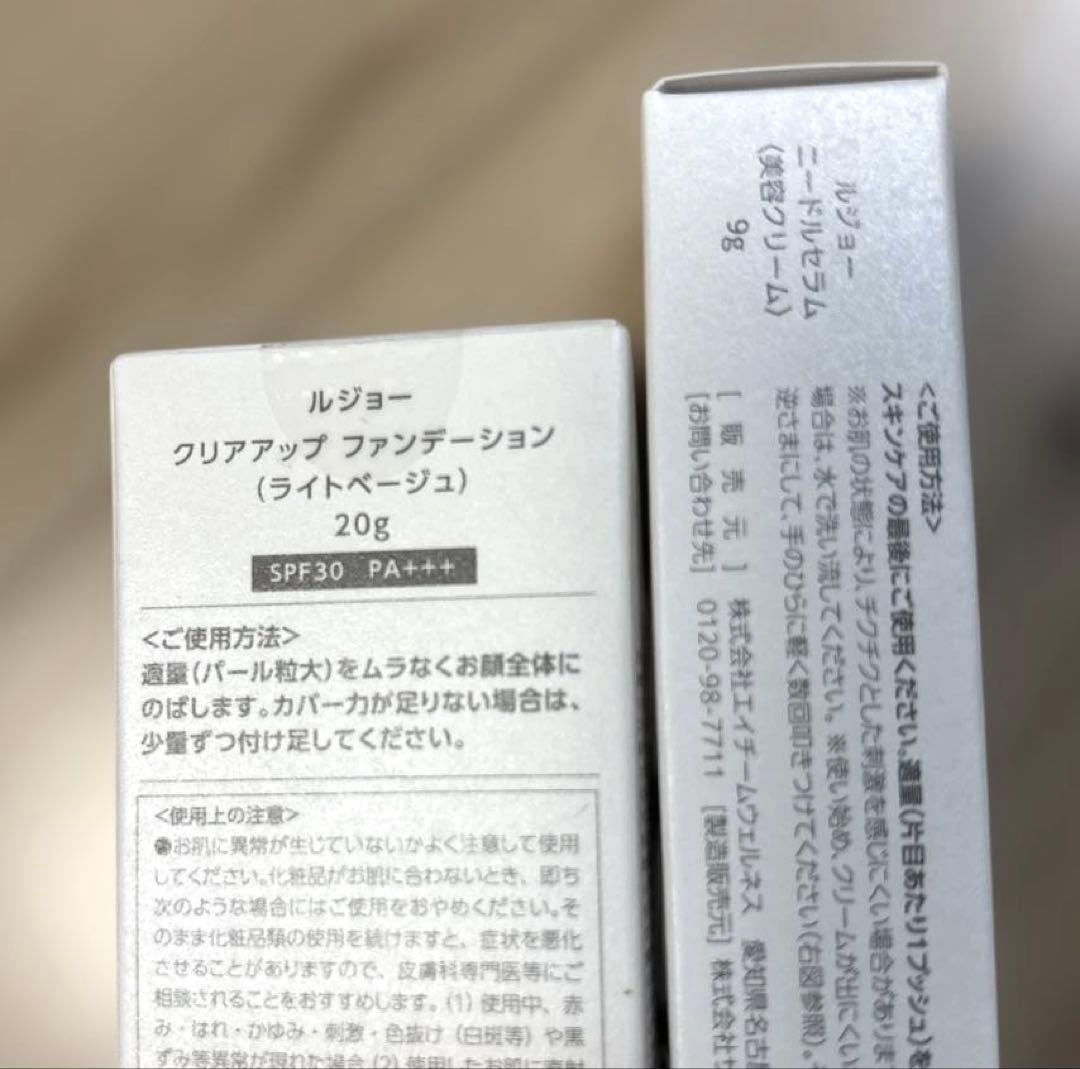 ルジョー
クリアアップ ファンデーション
（ライトベージュ）
20g
SPF30 PA+++
＜ご使用方法＞
適量（パール粒大）をムラなくお顔全体に
のばします。カバー力が足りない場合は、
少量ずつ付け足してください。
＜使用上の注意＞
●お肌に異常が生じていないかよく注意して使用
してください。化粧品がお肌に合わないとき、即ち
次のような場合にはご使用をおやめください。そ
のまま化粧品類の使用を続けますと、症状を悪化
させることがありますので、皮膚科専門医等にご
相談されることをおすすめします。（1）使用中、赤
み・はれ・かゆみ・刺激・色抜け（白斑等）や黒
ずみ等異常が現れた場合（2）使用したお肌に直射
ルジョー
ニードルセラム
（美容クリーム）
9g
＜ご使用方法＞
スキンケアの最後にご使用ください。適量（片目あたり1プッシュ）を
※お肌の状態により、チクチクとした刺激を感じにくい場合がありま
場合は、水で洗い流してください。※使い始め、クリームが出にくい
逆さまにして、手のひらに軽く数回叩きつけてください（右図参照）。
［販売元］ 株式会社エイチームウェルネス 愛知県名古屋
［お問い合わせ先］ 0120-98-7711 ［製造販売元］ 株式会社